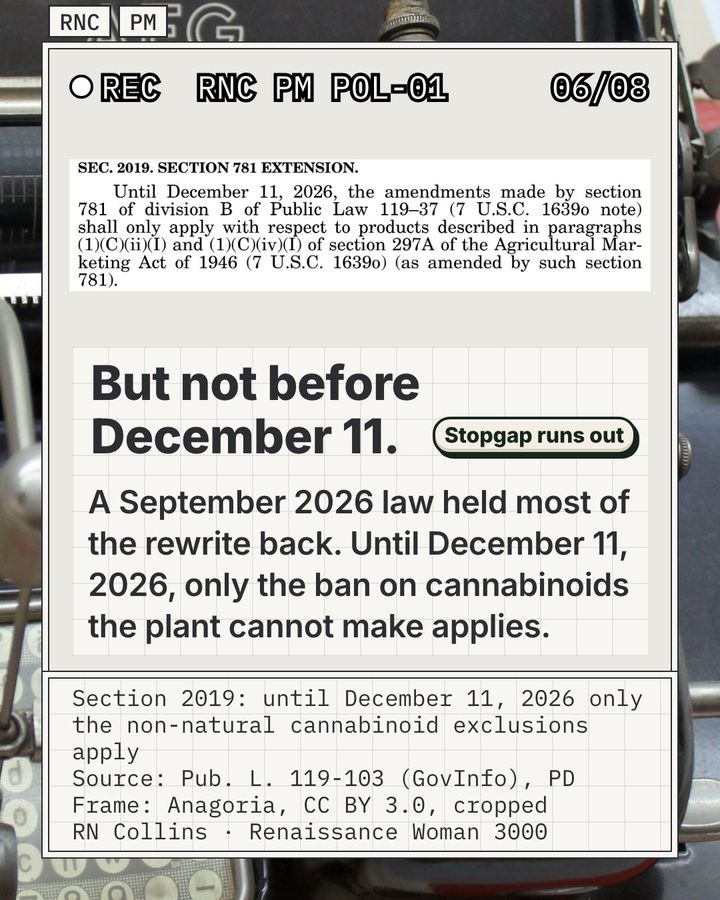 RNC PM
REC RNC PM POL-01 06/08
SEC. 2019. SECTION 781 EXTENSION.
Until December 11, 2026, the amendments made by section
781 of division B of Public Law 119–37 (7 U.S.C. 1639o note)
shall only apply with respect to products described in paragraphs
(1)(C)(ii)(I) and (1)(C)(iv)(I) of section 297A of the Agricultural Mar-
keting Act of 1946 (7 U.S.C. 1639o) (as amended by such section
781).
But not before
December 11.
Stopgap runs out
A September 2026 law held most of
the rewrite back. Until December 11,
2026, only the ban on cannabinoids
the plant cannot make applies.
Section 2019: until December 11, 2026 only
the non-natural cannabinoid exclusions
apply
Source: Pub. L. 119-103 (GovInfo), PD
Frame: Anagoria, CC BY 3.0, cropped
RN Collins · Renaissance Woman 3000